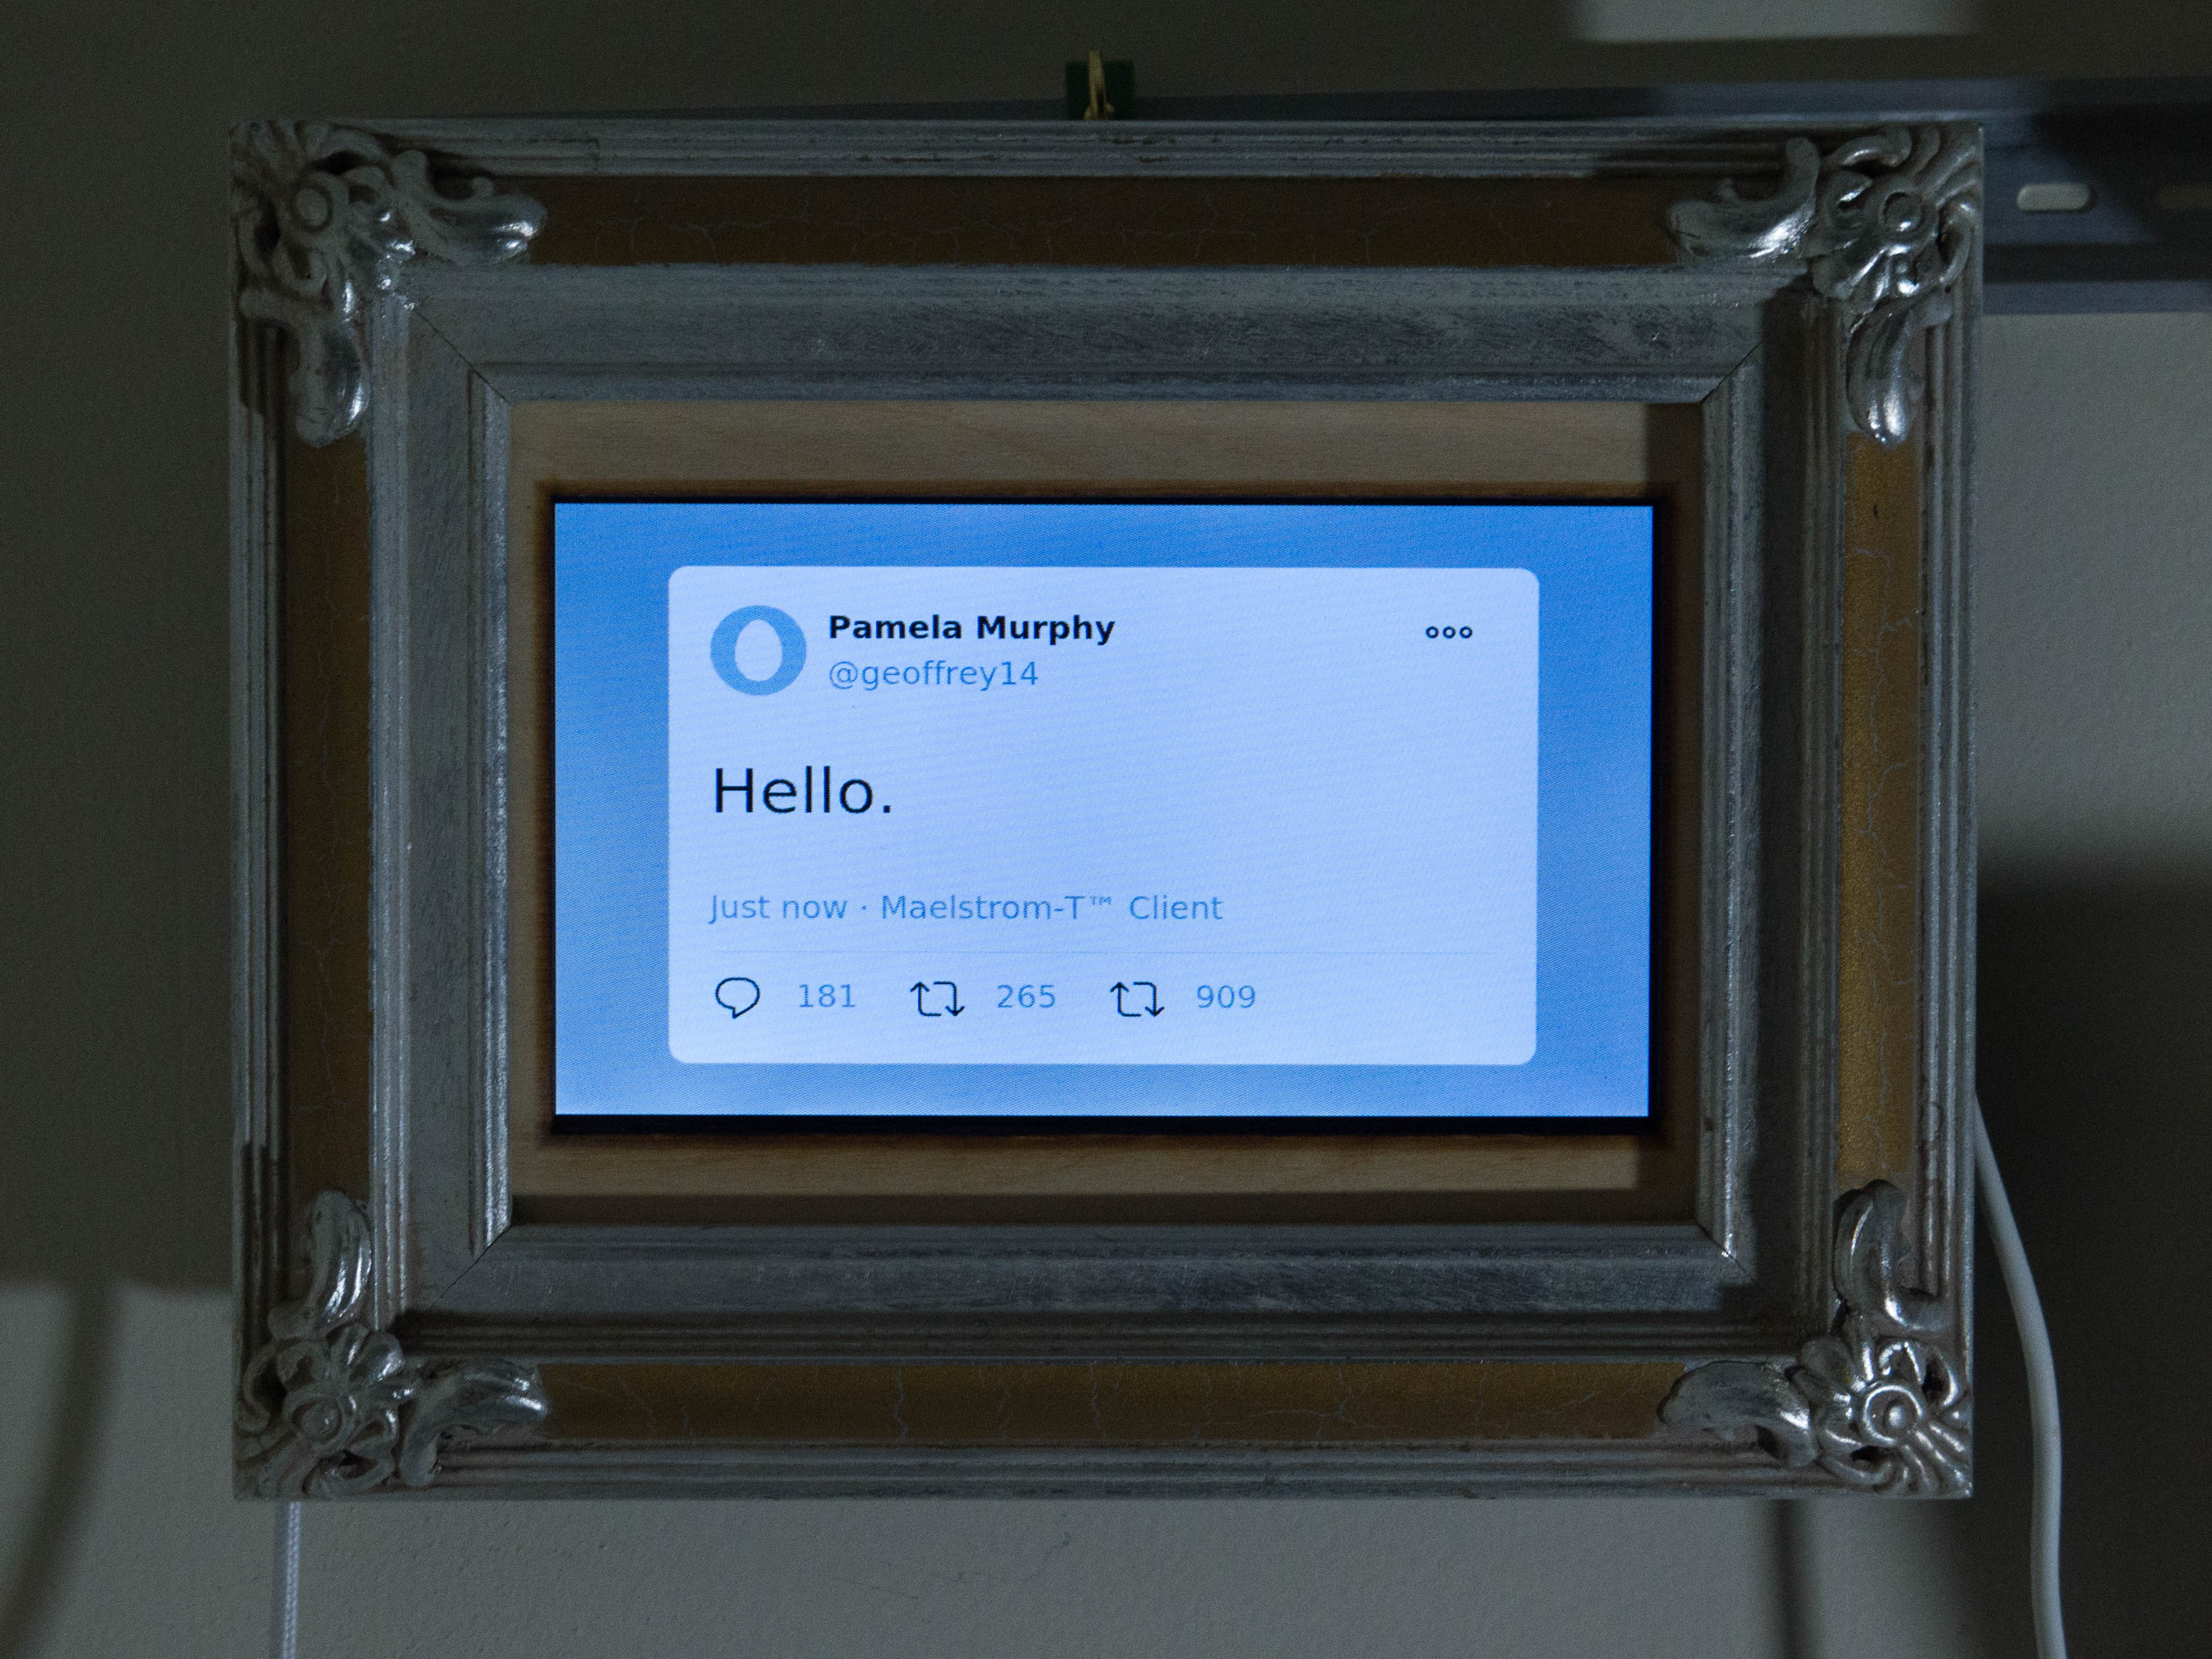 Pamela Murphy
@geoffrey14
Hello.
Just now · Maelstrom-T™ Client
181 265 909